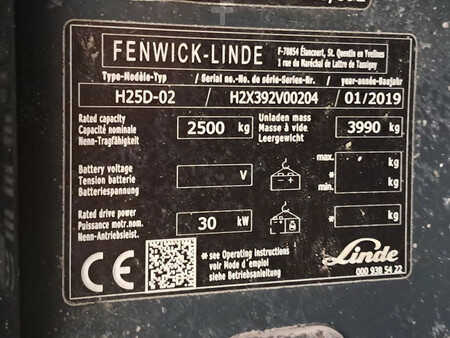 FENWICK-LINDE
F-78854 Élancourt, St. Quentin en Yvelines
1 rue du Maréchal de Lattre de Tassigny
Type-Modèle-Typ / Serial no.-No. de série-Serien-Nr. / year-année-Baujahr
H25D-02 / H2X392V00204 / 01/2019
Rated capacity
Capacité nominale 2500 kg
Nenn-Tragfähigkeit
Unladen mass
Masse à vide 3990 kg
Leergewicht
Battery voltage
Tension batterie V
Batteriespannung
max. kg
*
min. * kg
Rated drive power
Puissance motr.nom. 30 kW
Nenn-Antriebsleist.
* kg
CE
* see Operating instructions
voir Mode d'emploi
siehe Betriebsanleitung
Linde
000 938 54 22